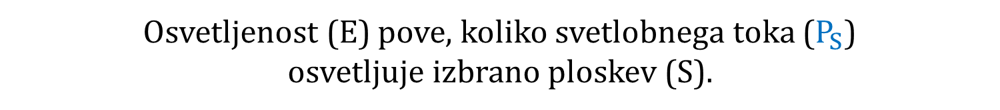 Osvetljenost (E) pove, koliko svetlobnega toka (PS)
osvetljuje izbrano ploskev (S).